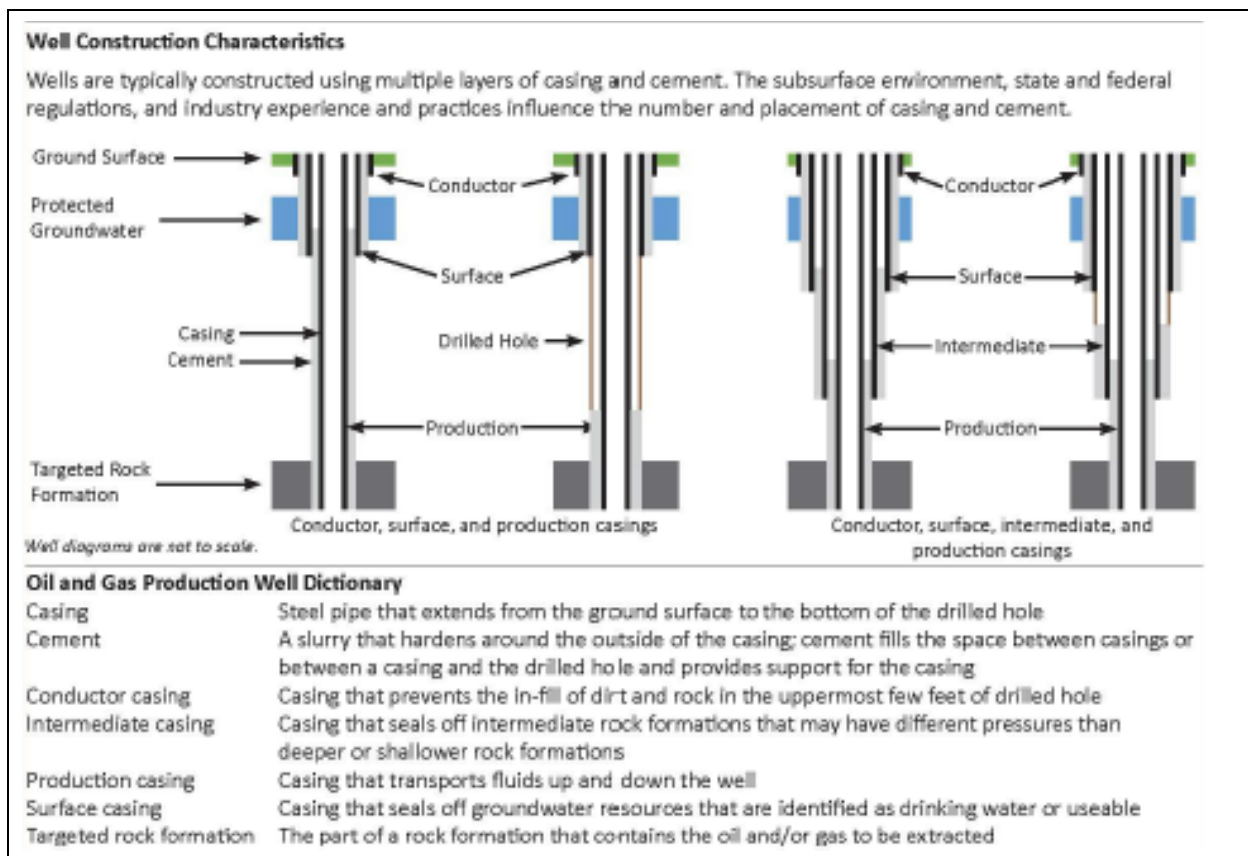 Well Construction Characteristics
Wells are typically constructed using multiple layers of casing and cement. The subsurface environment, state and federal
regulations, and industry experience and practices influence the number and placement of casing and cement.
Ground Surface
Conductor
Conductor
Protected
Groundwater
Surface
Surface
Casing
Drilled Hole
Intermediate
Cement
Production
Production
Targeted Rock
Formation
Conductor, surface, and production casings
Conductor, surface, intermediate, and
production casings
Well diagrams are not to scale.
Oil and Gas Production Well Dictionary
Casing Steel pipe that extends from the ground surface to the bottom of the drilled hole
Cement A slurry that hardens around the outside of the casing; cement fills the space between casings or
between a casing and the drilled hole and provides support for the casing
Conductor casing Casing that prevents the in-fill of dirt and rock in the uppermost few feet of drilled hole
Intermediate casing Casing that seals off intermediate rock formations that may have different pressures than
deeper or shallower rock formations
Production casing Casing that transports fluids up and down the well
Surface casing Casing that seals off groundwater resources that are identified as drinking water or useable
Targeted rock formation The part of a rock formation that contains the oil and/or gas to be extracted